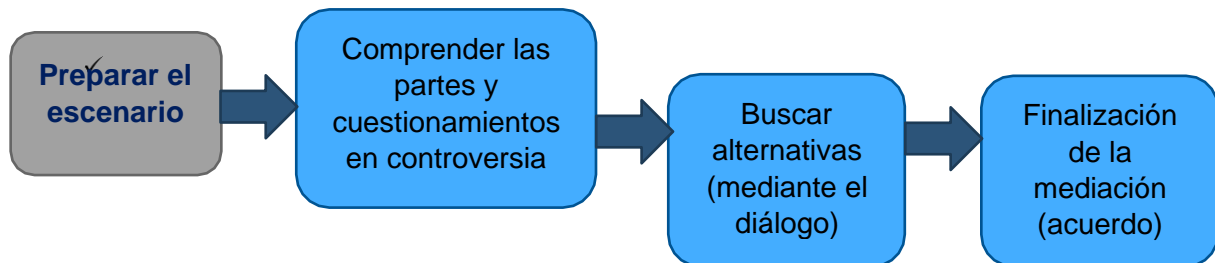 Preparar el
escenario
Comprender las
partes y
cuestionamientos
en controversia
Buscar
alternativas
(mediante el
diálogo)
Finalización
de la
mediación
(acuerdo)